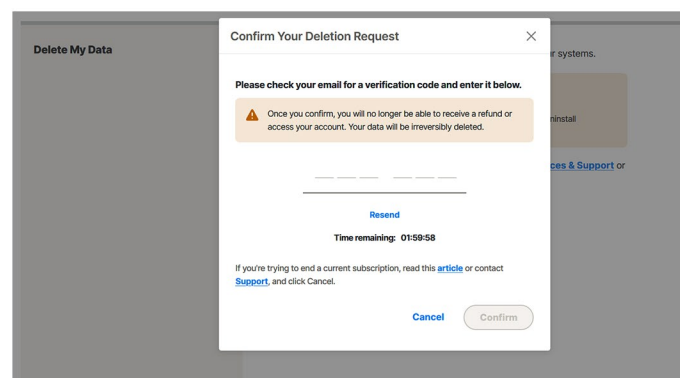 Delete My Data
Confirm Your Deletion Request
r systems.
Please check your email for a verification code and enter it below.
Once you confirm, you will no longer be able to receive a refund or
access your account. Your data will be irreversibly deleted.
ninstall
ces & Support or
Resend
Time remaining: 01:59:58
If you're trying to end a current subscription, read this article or contact
Support, and click Cancel.
Cancel
Confirm